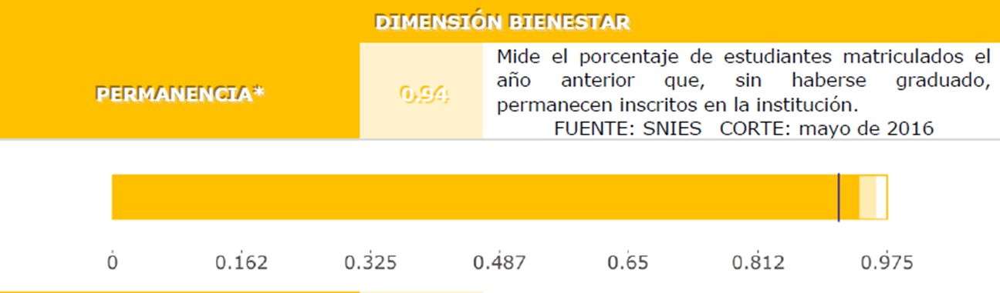 DIMENSIÓN BIENESTAR
PERMANENCIA*
0.94
Mide el porcentaje de estudiantes matriculados el
año anterior que, sin haberse graduado,
permanecen inscritos en la institución.
FUENTE: SNIES CORTE: mayo de 2016
0 0.162 0.325 0.487 0.65 0.812 0.975